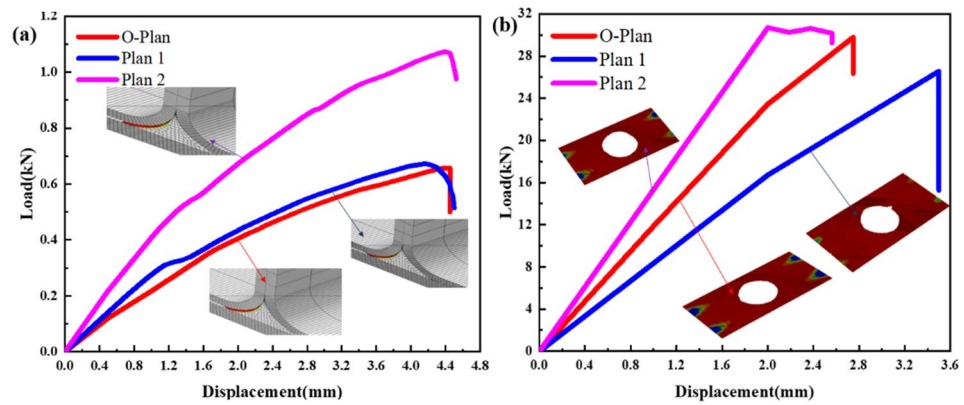 (a)
O-Plan
Plan 1
Plan 2
Load(kN)
1.2
1.0
0.8
0.6
0.4
0.2
0.0
0.0 0.4 0.8 1.2 1.6 2.0 2.4 2.8 3.2 3.6 4.0 4.4 4.8
Displacement(mm)
(b)
O-Plan
Plan 1
Plan 2
Load(kN)
32
28
24
20
16
12
8
4
0
0.0 0.4 0.8 1.2 1.6 2.0 2.4 2.8 3.2 3.6
Displacement(mm)